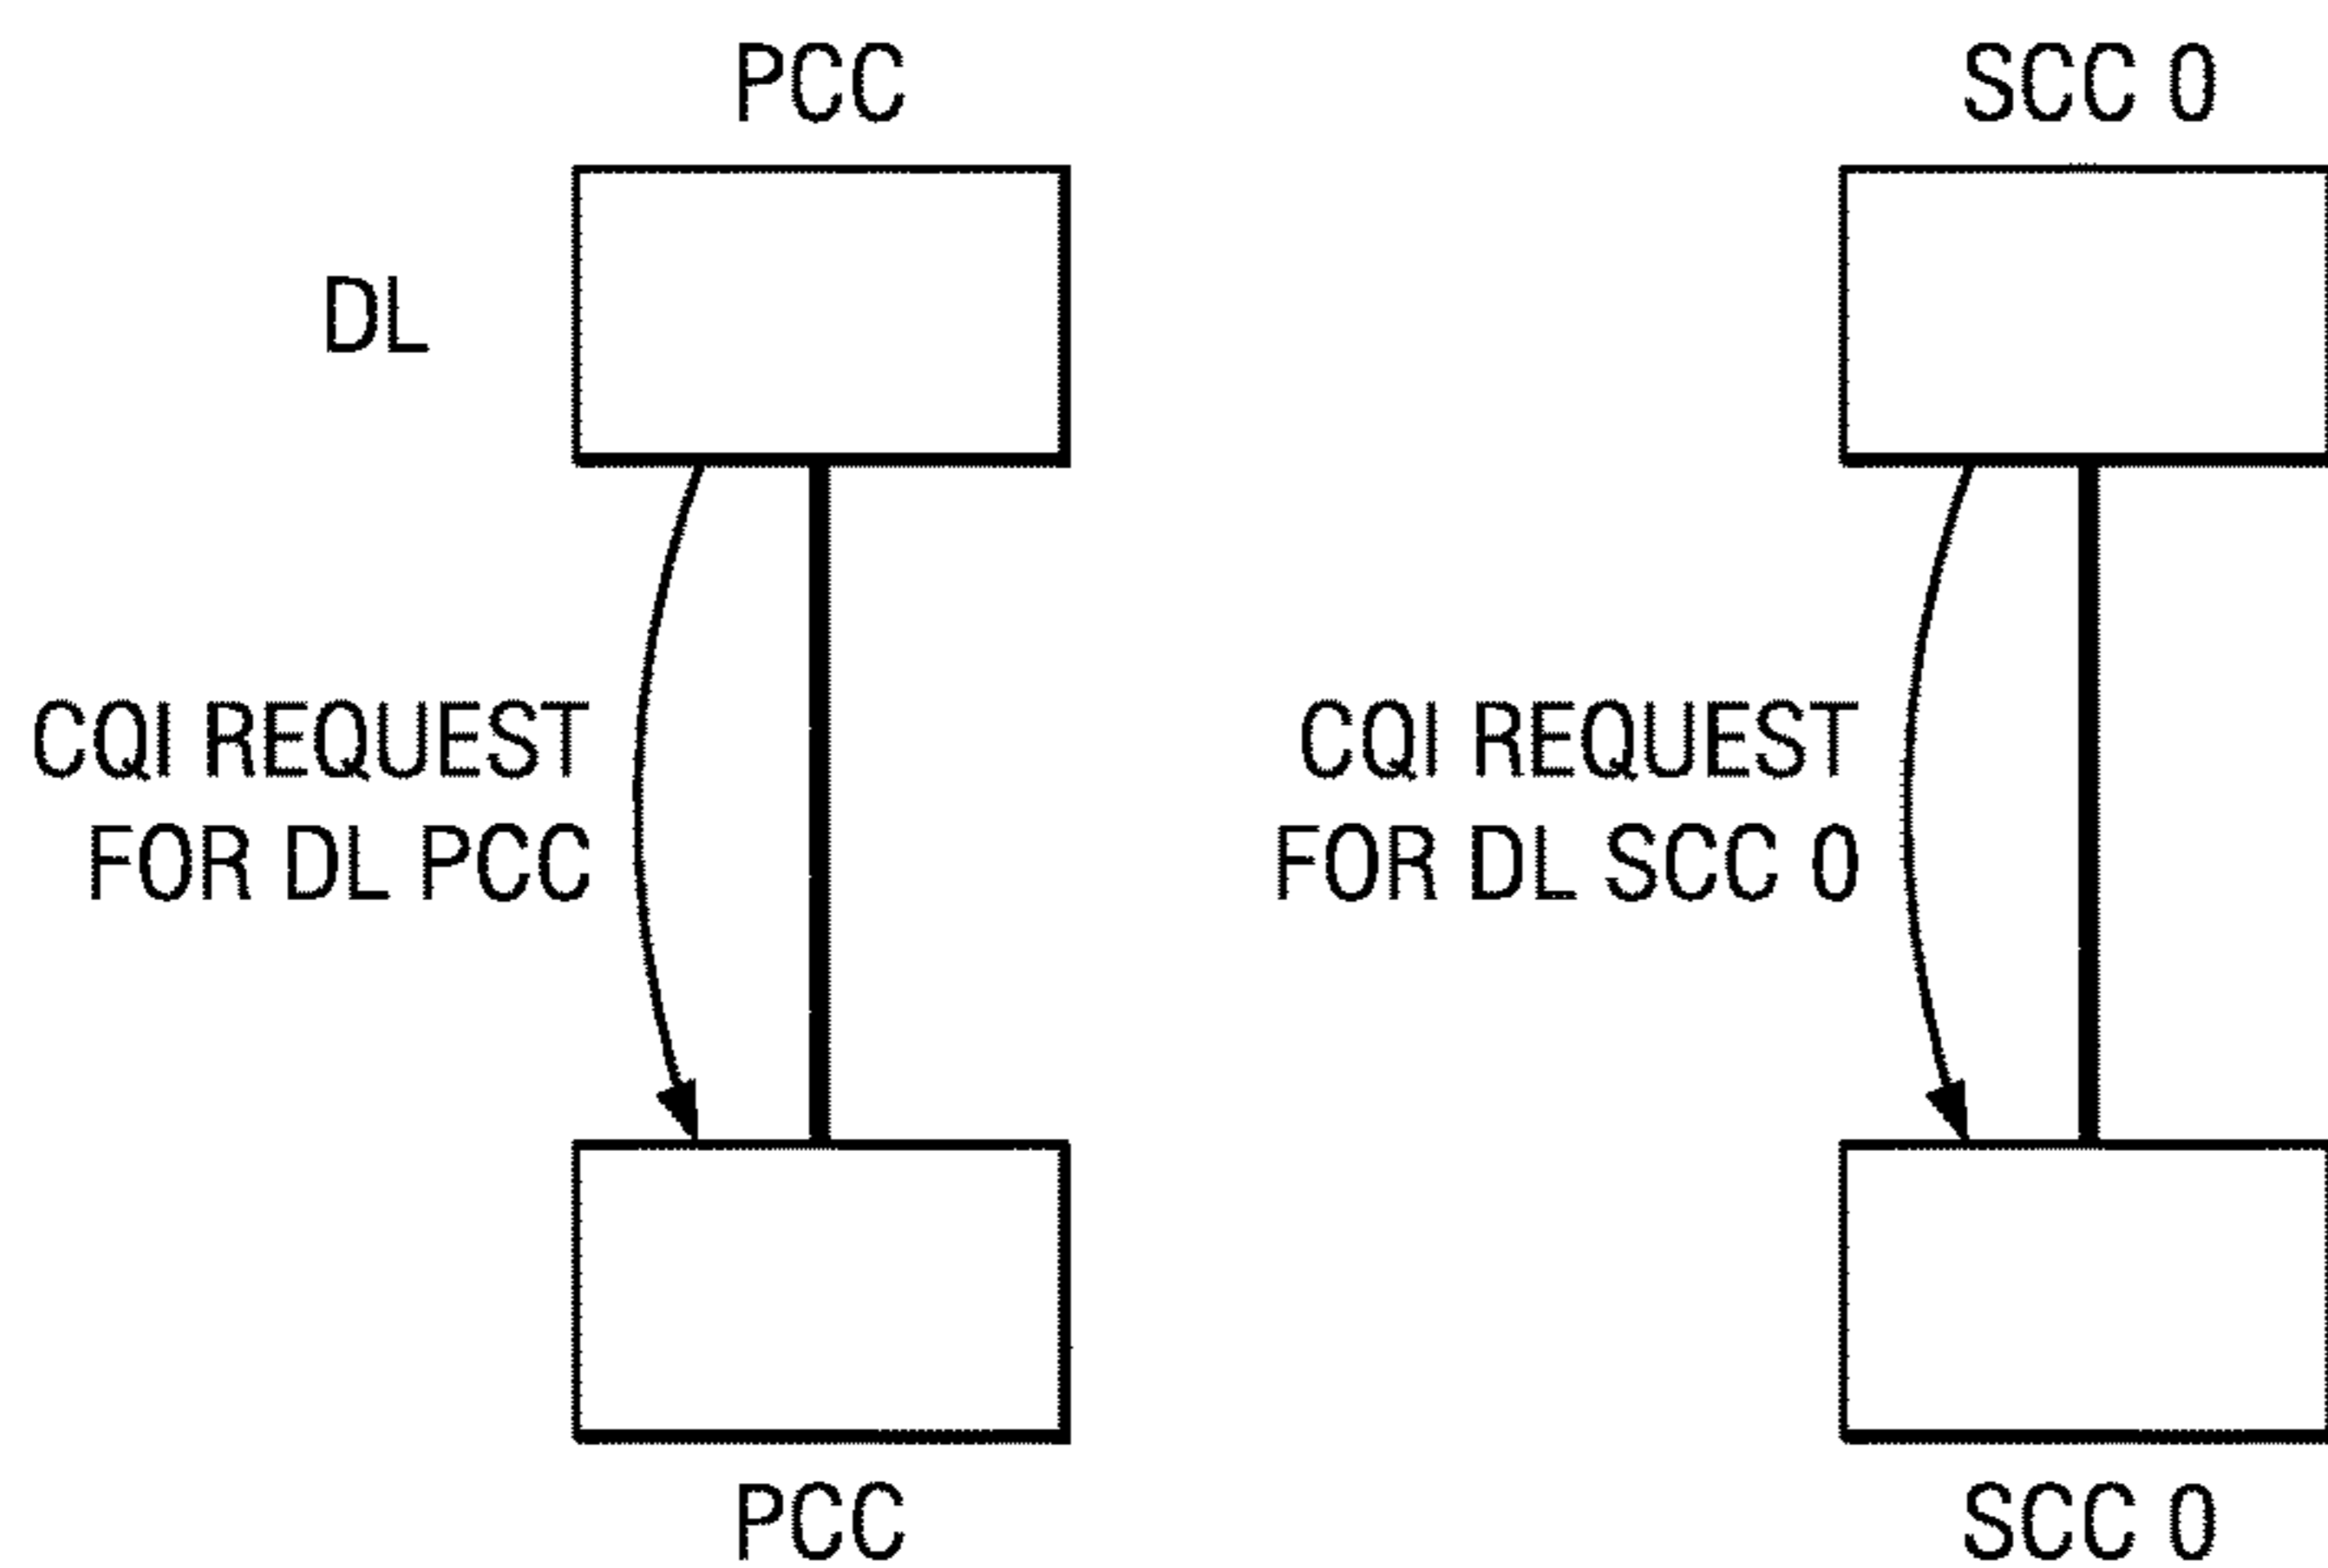 PCC
SCC 0
DL
CQI REQUEST
FOR DL PCC
CQI REQUEST
FOR DL SCC 0
PCC
SCC 0